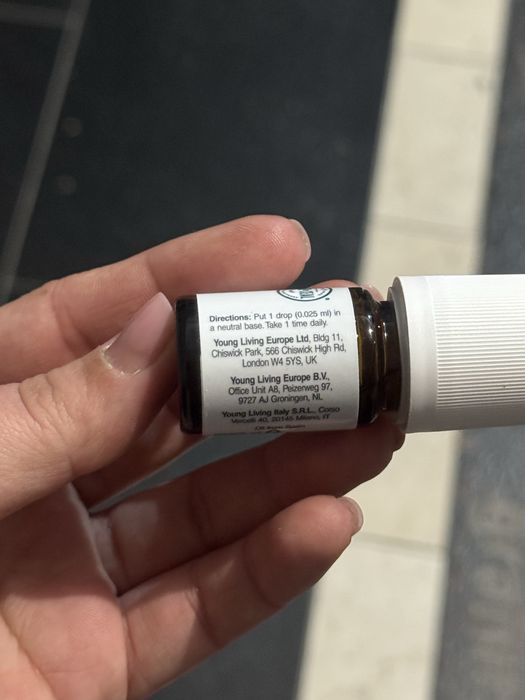 Directions: Put 1 drop (0.025 ml) in
a neutral base. Take 1 time daily.
Young Living Europe Ltd, Bldg 11,
Chiswick Park, 566 Chiswick High Rd,
London W4 5YS, UK
Young Living Europe B.V.,
Office Unit A8, Peizerweg 97,
9727 AJ Groningen, NL
Young Living Italy S.R.L., Corso
Vercelli 40, 20145 Milano, IT